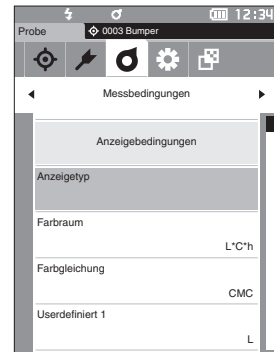 12:34
Probe
0003 Bumper
Messbedingungen
Anzeigebedingungen
Anzeigetyp
Farbraum
L*C*h
Farbgleichung
CMC
Userdefiniert 1
L